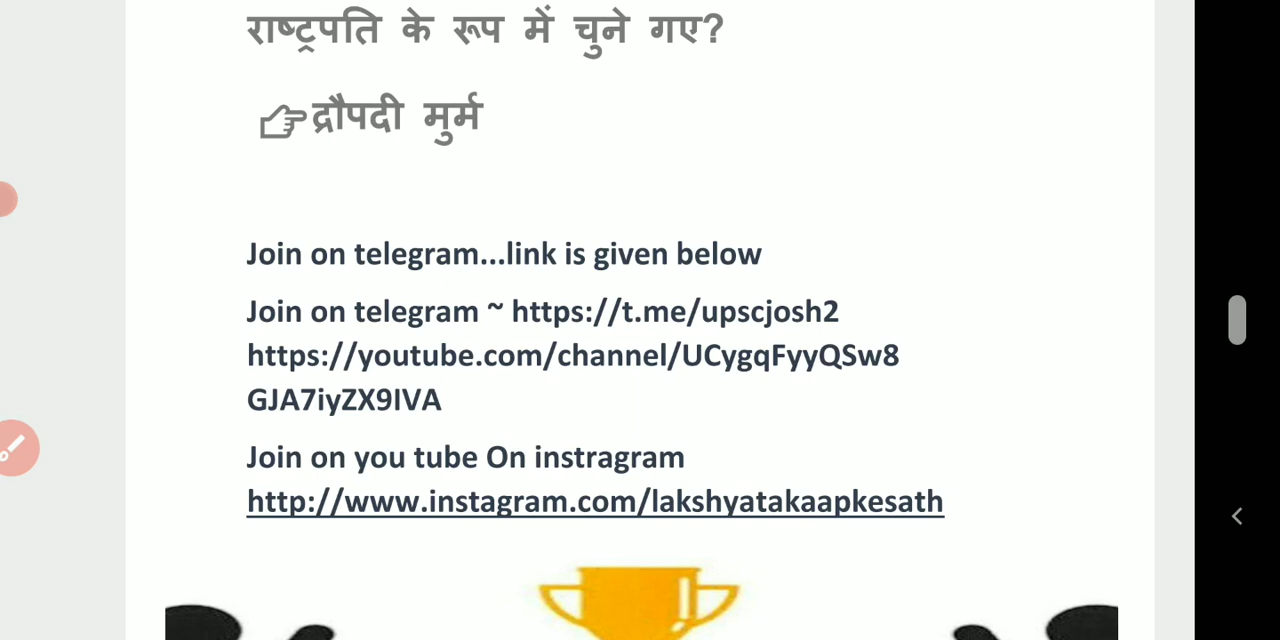 राष्ट्रपति के रूप में चुने गए?
👉द्रौपदी मुर्म
Join on telegram...link is given below
Join on telegram ~ https://t.me/upscjosh2
https://youtube.com/channel/UCygqFyyQSw8
GJA7iyZX9IVA
Join on you tube On instragram
http://www.instagram.com/lakshyatakaapkesath